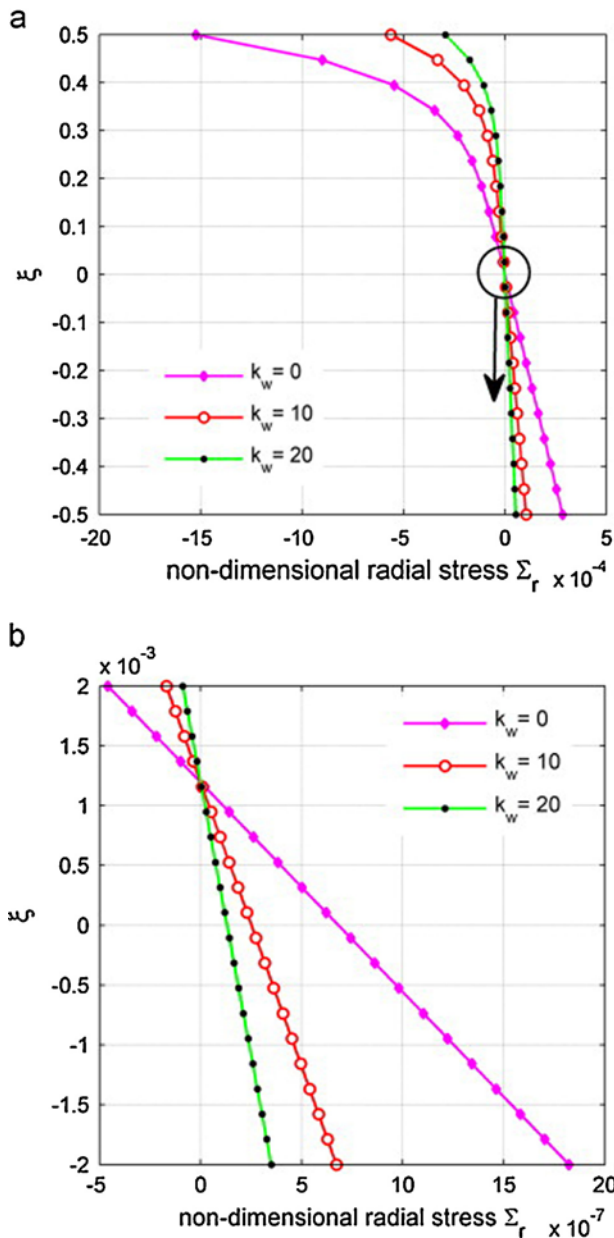 a
0.5
0.4
0.3
0.2
0.1
0
-0.1
-0.2
-0.3
-0.4
-0.5
ξ
k_w = 0
k_w = 10
k_w = 20
-20 -15 -10 -5 0 5
non-dimensional radial stress Σ_r x 10^-4
b
x 10^-3
2
1.5
1
0.5
0
-0.5
-1
-1.5
-2
ξ
k_w = 0
k_w = 10
k_w = 20
-5 0 5 10 15 20
non-dimensional radial stress Σ_r x 10^-7